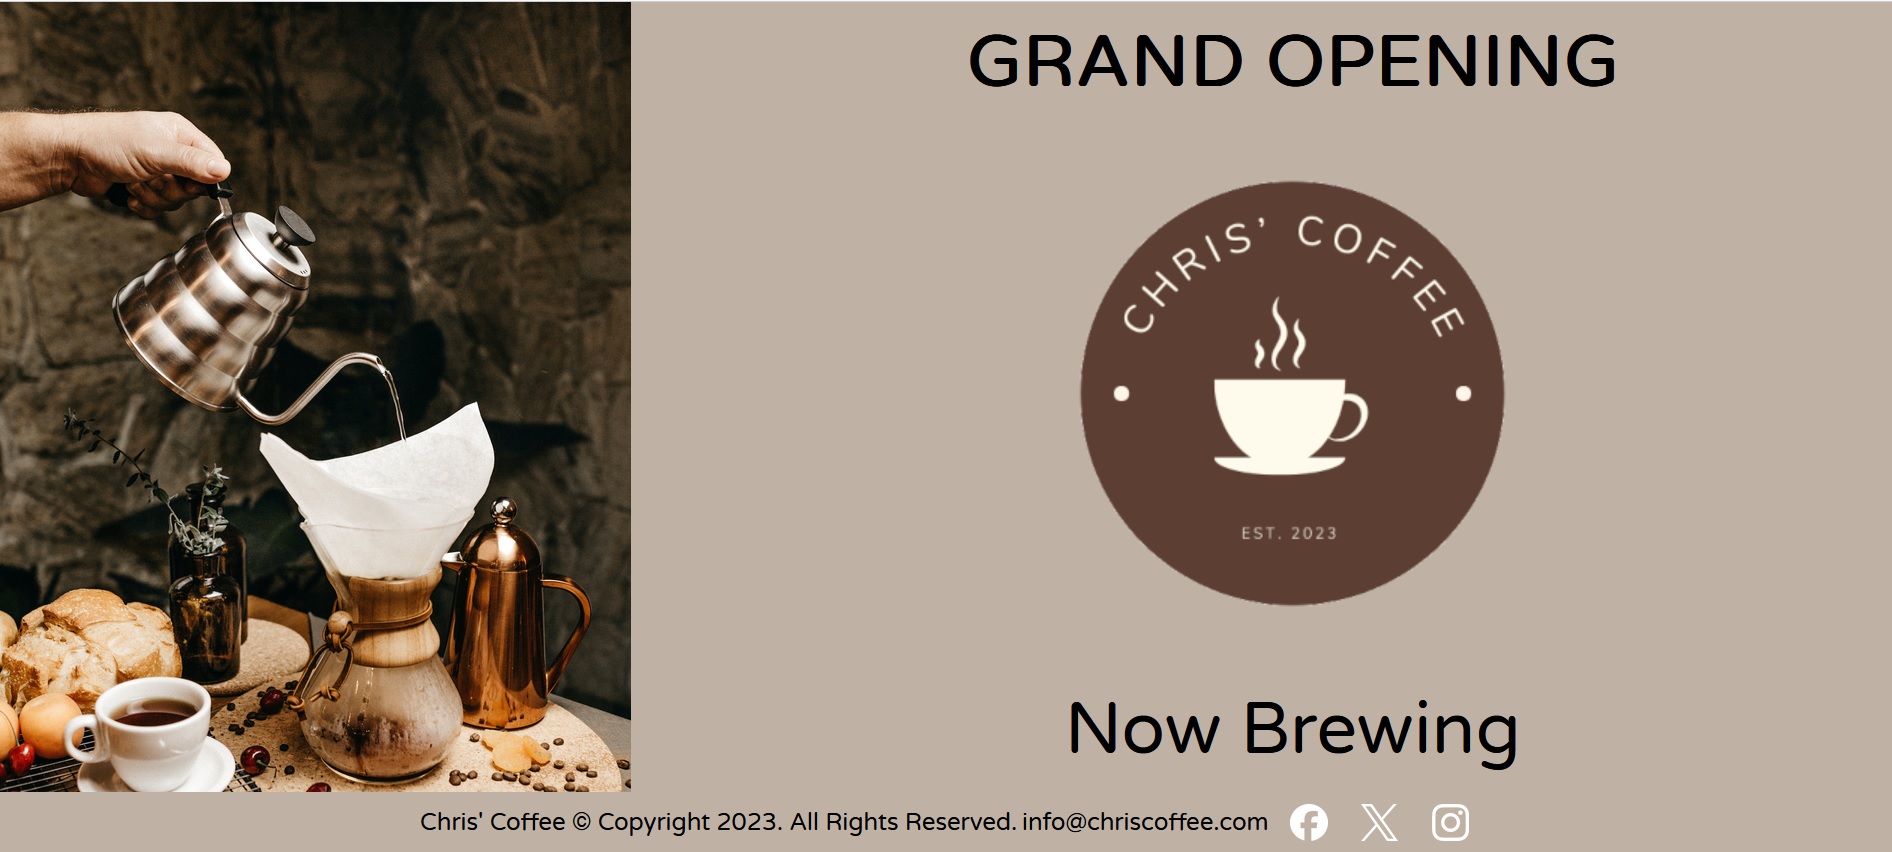 GRAND OPENING
CHRIS’ COFFEE
EST. 2023
Now Brewing
Chris' Coffee © Copyright 2023. All Rights Reserved. info@chriscoffee.com